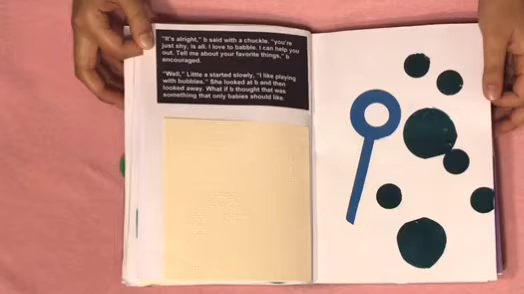 "It's alright," b said with a chuckle, "you're
just shy, is all. I love to babble. I can help you
out. Tell me about your favorite things," b
encouraged.
"Well," Little a started slowly, "I like playing
with bubbles." She looked at b and then
looked away. What if b thought that was
something that only babies should like.